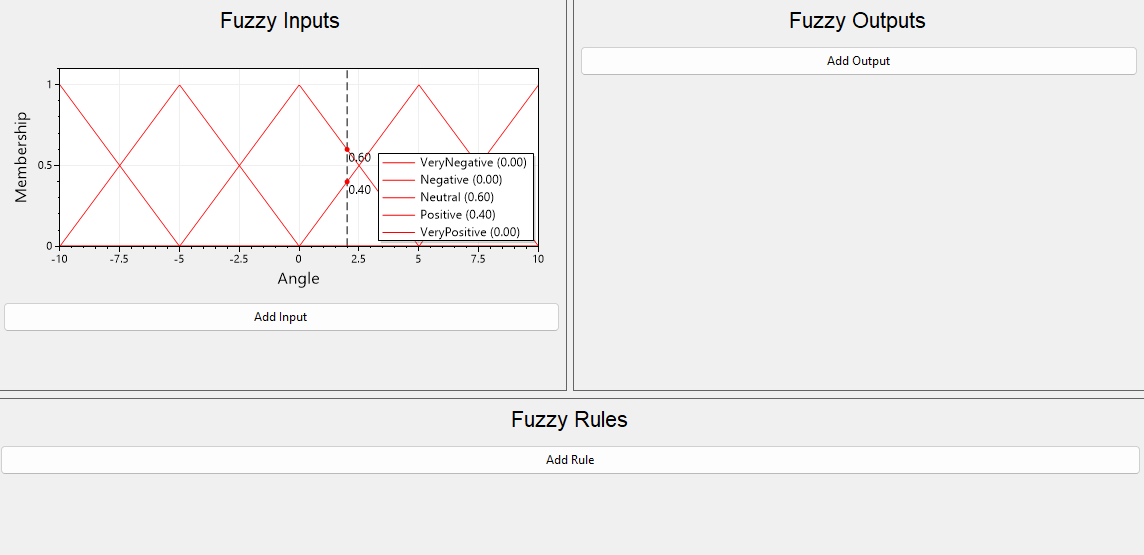 Fuzzy Inputs
1
0.5
0
Membership
-10 -7.5 -5 -2.5 0 2.5 5 7.5 10
Angle
0.60
0.40
VeryNegative (0.00)
Negative (0.00)
Neutral (0.60)
Positive (0.40)
VeryPositive (0.00)
Add Input
Fuzzy Outputs
Add Output
Fuzzy Rules
Add Rule